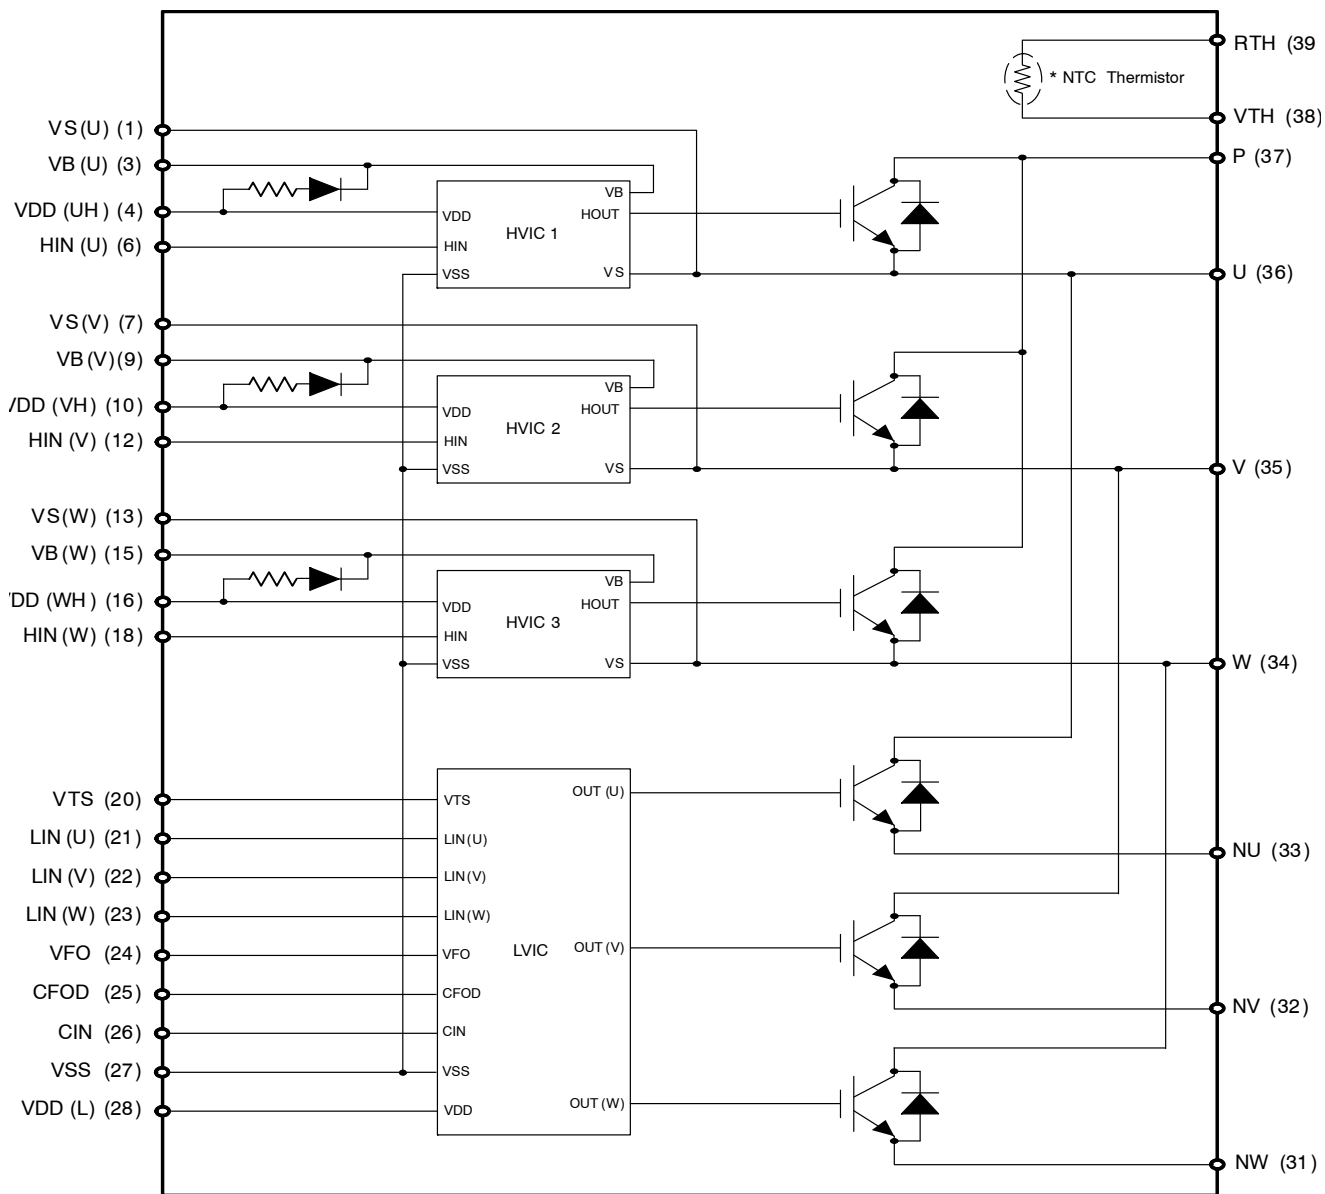 RTH (39
* NTC Thermistor
VTH (38)
P (37)
U (36)
V (35)
W (34)
NU (33)
NV (32)
NW (31)
VS(U) (1)
VB(U) (3)
VDD (UH) (4)
HIN(U) (6)
VS(V) (7)
VB(V)(9)
/DD (VH) (10)
HIN(V) (12)
VS(W) (13)
VB(W) (15)
/DD (WH) (16)
HIN(W) (18)
VTS (20)
LIN(U) (21)
LIN(V) (22)
LIN(W) (23)
VFO (24)
CFOD (25)
CIN (26)
VSS (27)
VDD (L) (28)
VB
VDD
HOUT
HVIC 1
HIN
VSS
VS
VB
VDD
HOUT
HVIC 2
HIN
VSS
VS
VB
VDD
HOUT
HVIC 3
HIN
VSS
VS
VTS
OUT (U)
LIN(U)
LIN(V)
LIN(W)
VFO
LVIC
OUT (V)
CFOD
CIN
VSS
VDD
OUT (W)